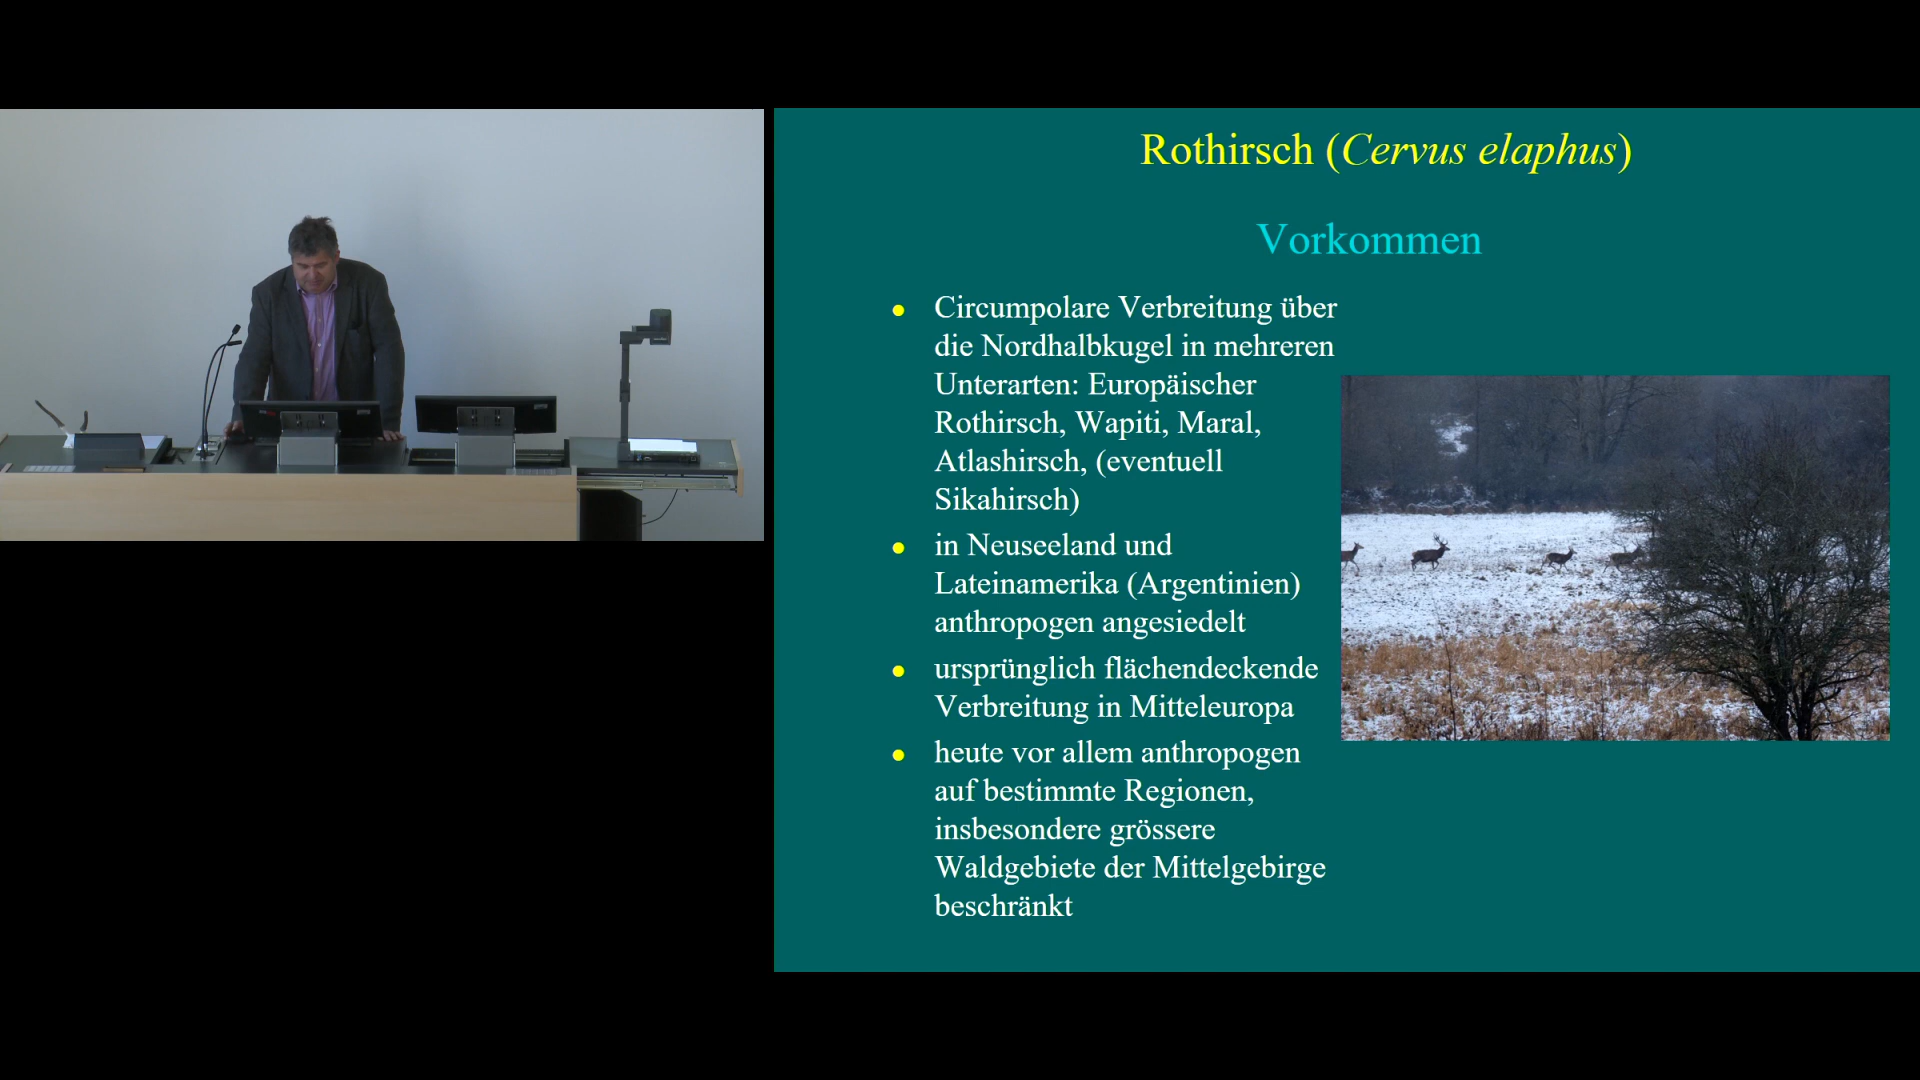 Rothirsch (Cervus elaphus)
Vorkommen
Circumpolare Verbreitung über
die Nordhalbkugel in mehreren
Unterarten: Europäischer
Rothirsch, Wapiti, Maral,
Atlashirsch, (eventuell
Sikahirsch)
in Neuseeland und
Lateinamerika (Argentinien)
anthropogen angesiedelt
ursprünglich flächendeckende
Verbreitung in Mitteleuropa
heute vor allem anthropogen
auf bestimmte Regionen,
insbesondere grössere
Waldgebiete der Mittelgebirge
beschränkt